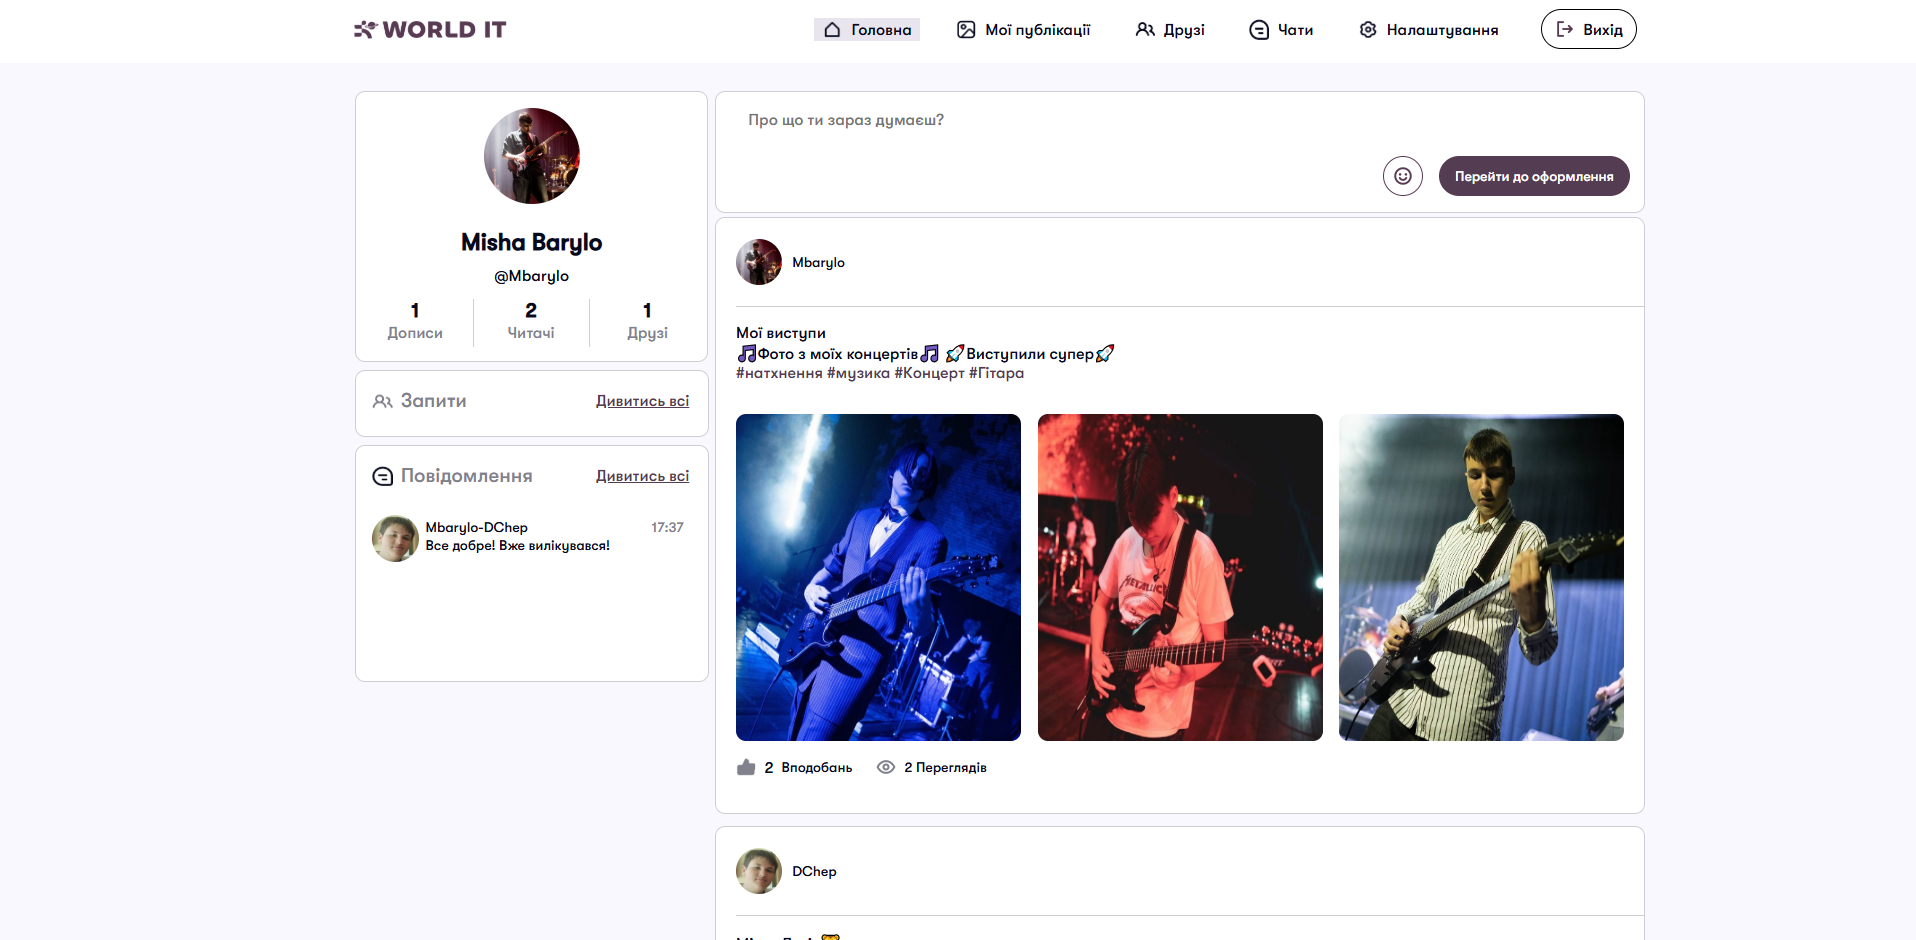 WORLD IT
Головна
Мої публікації
Друзі
Чати
Налаштування
Вихід
Misha Barylo
@Mbarylo
1 2 1
Дописи Читачі Друзі
Запити Дивитись всі
Повідомлення Дивитись всі
Mbarylo-DChep 17:37
Все добре! Вже вилікувався!
Про що ти зараз думаєш?
Перейти до оформлення
Mbarylo
Мої виступи
🎵Фото з моїх концертів🎵 🚀Виступили супер🚀
#натхнення #музика #Концерт #Гітара
METALLICA
2 Вподобань 2 Переглядів
DChep